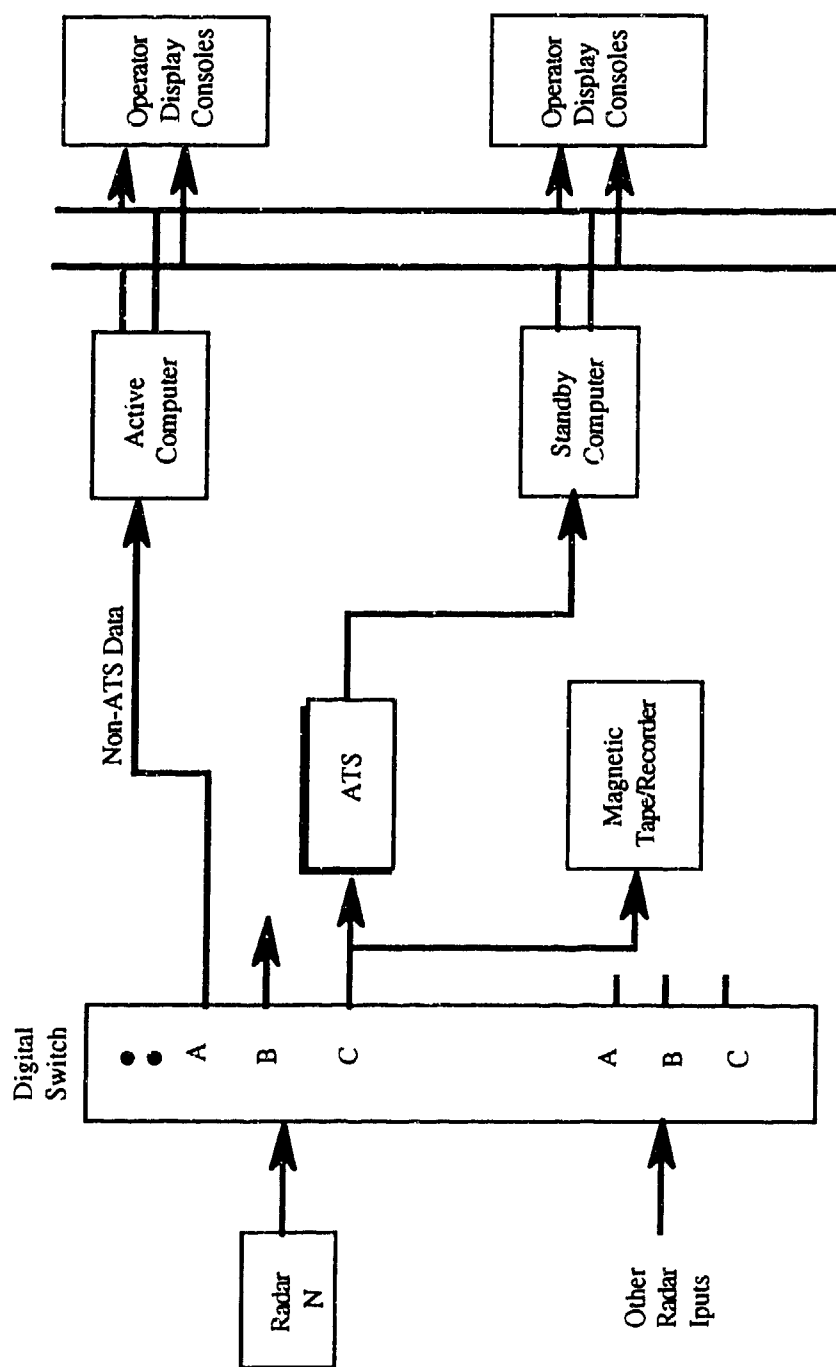 Digital
Switch
Radar
N
Other
Radar
Iputs
A
B
C
A
B
C
Non-ATS Data
ATS
Magnetic
Tape/Recorder
Active
Computer
Standby
Computer
Operator
Display
Consoles
Operator
Display
Consoles